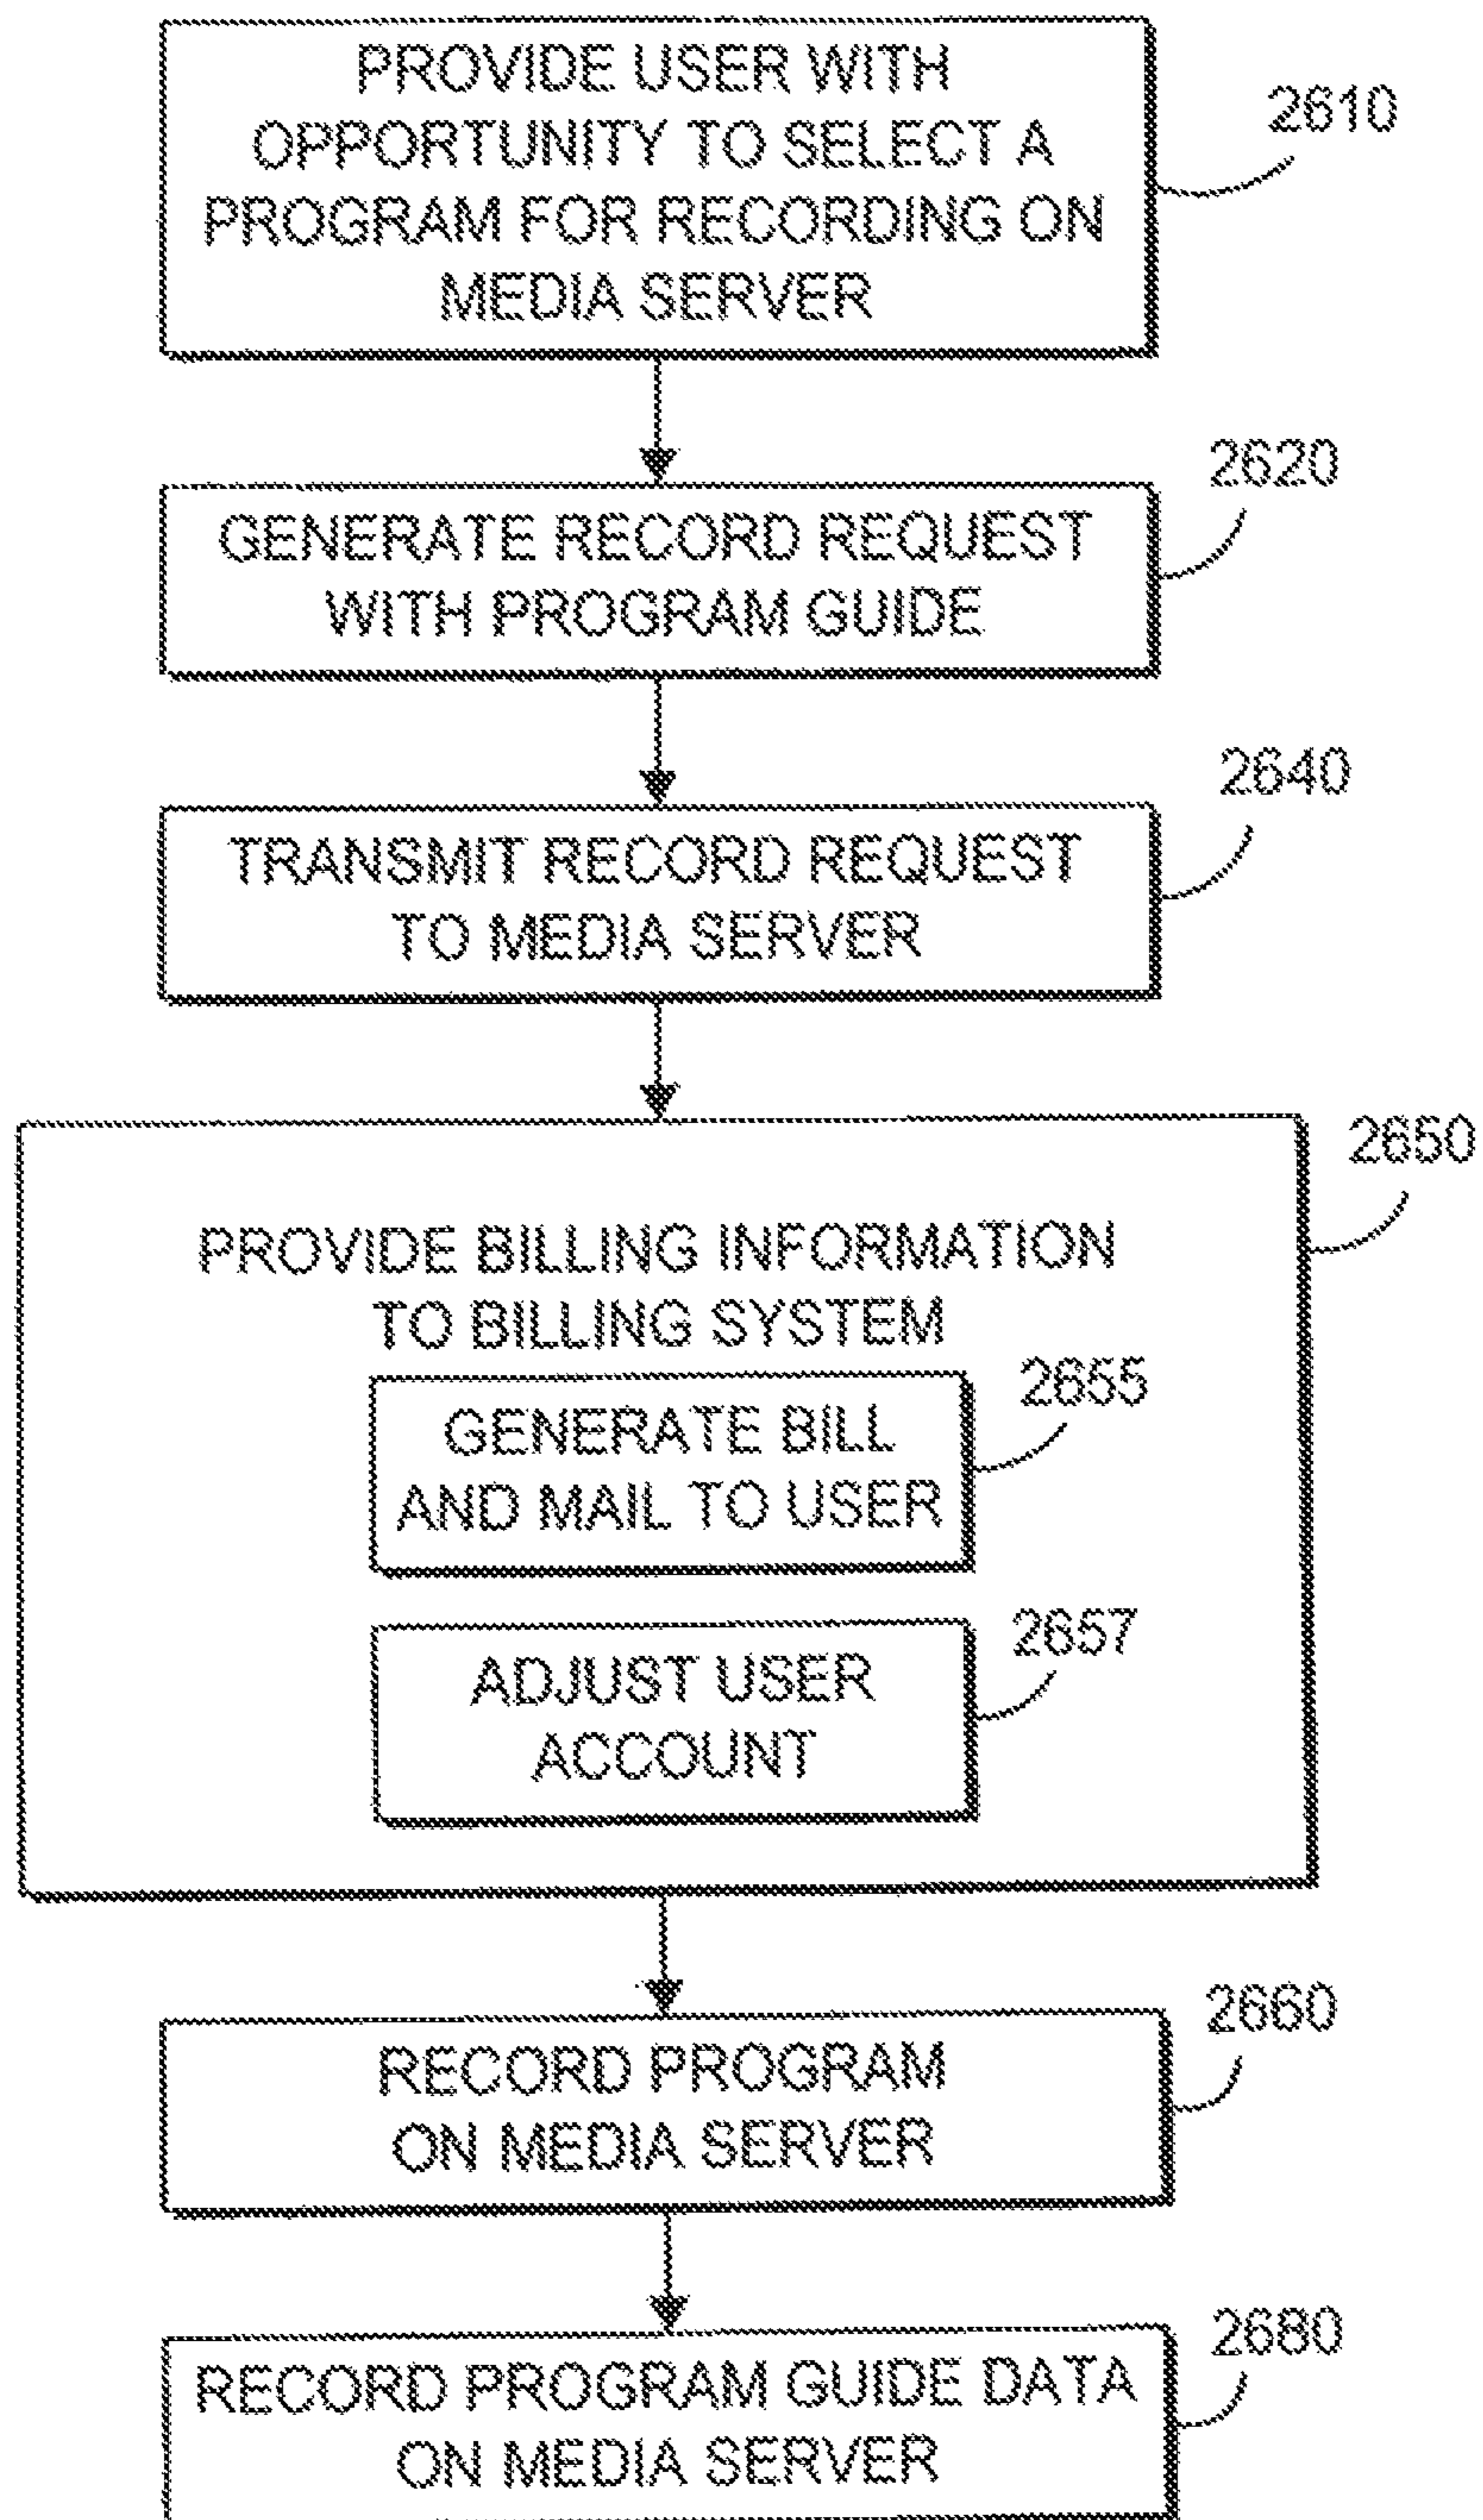 PROVIDE USER WITH
OPPORTUNITY TO SELECT A
PROGRAM FOR RECORDING ON
MEDIA SERVER
2610
GENERATE RECORD REQUEST
WITH PROGRAM GUIDE
2620
TRANSMIT RECORD REQUEST
TO MEDIA SERVER
2640
PROVIDE BILLING INFORMATION
TO BILLING SYSTEM
2650
GENERATE BILL
AND MAIL TO USER
2655
ADJUST USER
ACCOUNT
2657
RECORD PROGRAM
ON MEDIA SERVER
2660
RECORD PROGRAM GUIDE DATA
ON MEDIA SERVER
2680